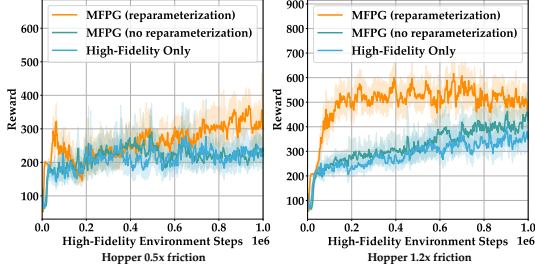 MFPG (reparameterization)
MFPG (no reparameterization)
High-Fidelity Only
Reward
600
500
400
300
200
100
0.0
0.2
0.4
0.6
0.8
1.0
High-Fidelity Environment Steps 1e6
Hopper 0.5x friction
MFPG (reparameterization)
MFPG (no reparameterization)
High-Fidelity Only
Reward
900
800
700
600
500
400
300
200
100
0.0
0.2
0.4
0.6
0.8
1.0
High-Fidelity Environment Steps 1e6
Hopper 1.2x friction